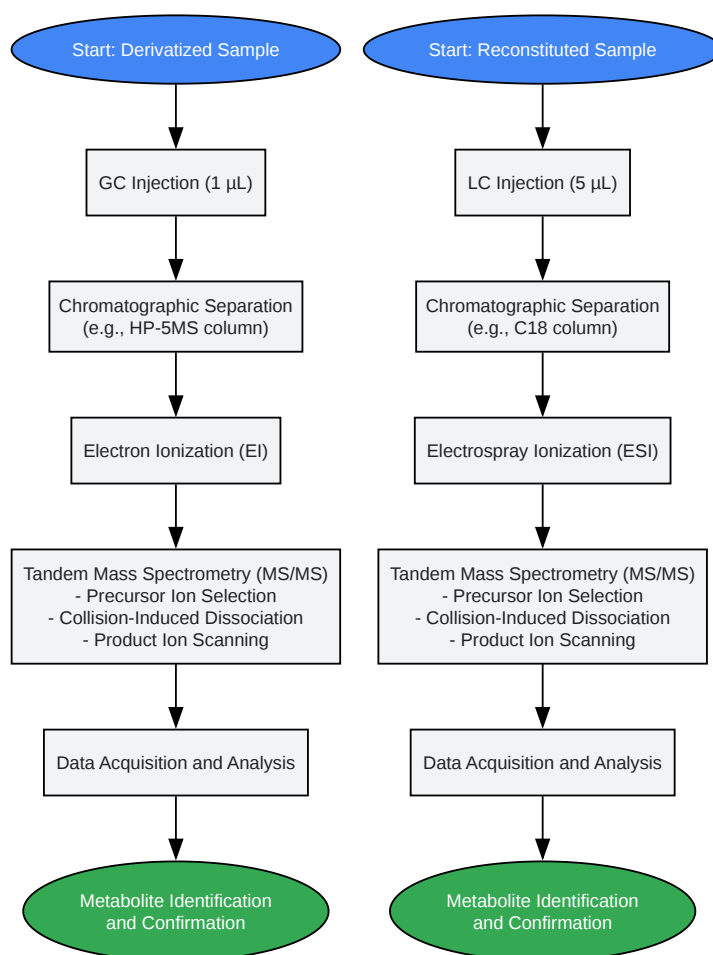 Start: Derivatized Sample
GC Injection (1 µL)
Chromatographic Separation
(e.g., HP-5MS column)
Electron Ionization (EI)
Tandem Mass Spectrometry (MS/MS)
- Precursor Ion Selection
- Collision-Induced Dissociation
- Product Ion Scanning
Data Acquisition and Analysis
Metabolite Identification
and Confirmation
Start: Reconstituted Sample
LC Injection (5 µL)
Chromatographic Separation
(e.g., C18 column)
Electrospray Ionization (ESI)
Tandem Mass Spectrometry (MS/MS)
- Precursor Ion Selection
- Collision-Induced Dissociation
- Product Ion Scanning
Data Acquisition and Analysis
Metabolite Identification
and Confirmation